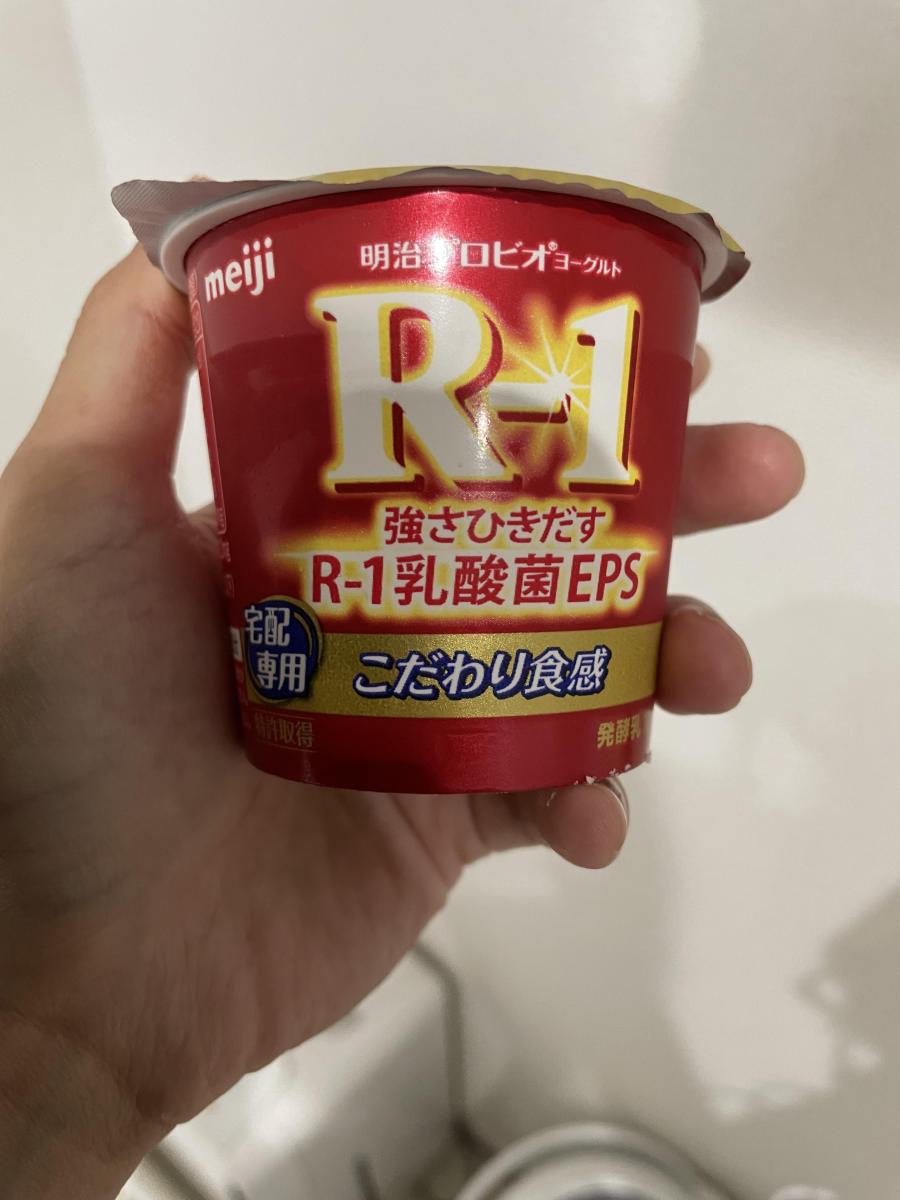 meiji
明治プロビオヨーグルト
R-1
強さひきだす
R-1乳酸菌EPS
宅配
専用
こだわり食感
特許取得
発酵乳